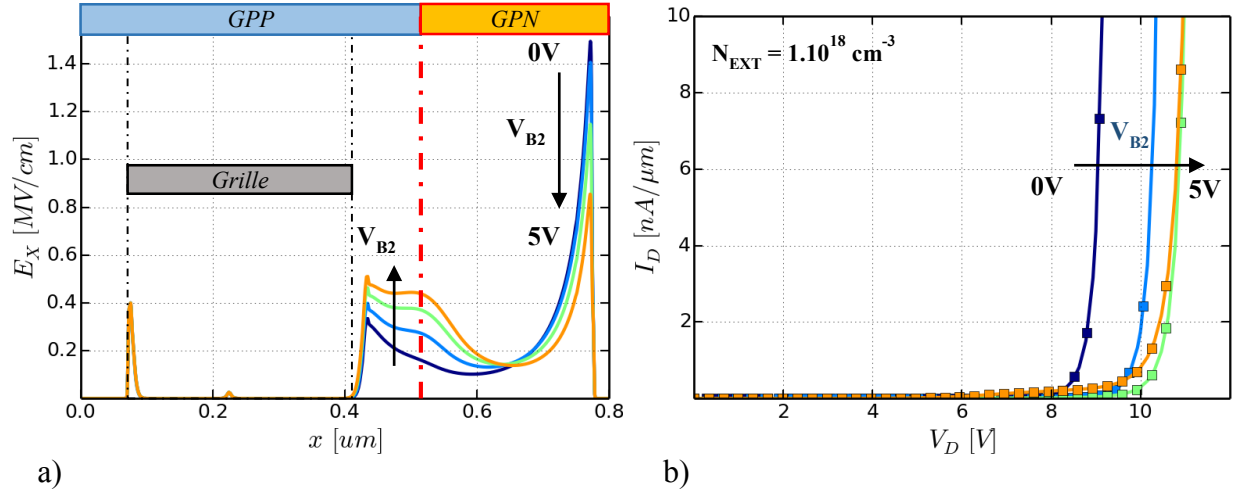 GPP
GPN
1.4
1.2
1.0
0.8
0.6
0.4
0.2
E_X [MV/cm]
0V
V_B2
5V
Grille
V_B2
0.0
0.2
0.4
0.6
0.8
x [um]
a)
10
8
6
4
2
I_D [nA/μm]
N_EXT = 1.10^18 cm^-3
V_B2
0V
5V
2
4
6
8
10
V_D [V]
b)